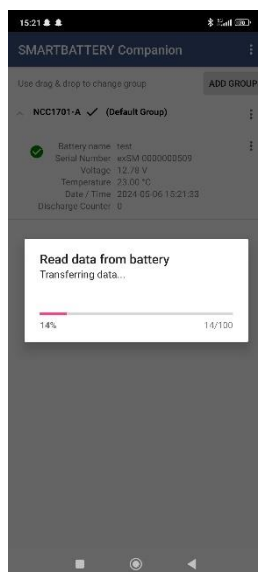 15:21
SMARTBATTERY Companion
Use drag & drop to change group
ADD GROUP
NCC1701-A ✓ (Default Group)
Battery name test
Serial Number exSM 0000000509
Voltage 12.78 V
Temperature 23.00 °C
Date / Time 2024-05-06 15:21:33
Discharge Counter 0
Read data from battery
Transferring data...
14% 14/100